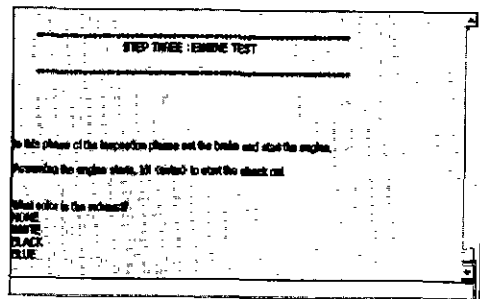 STEP THREE : ENGINE TEST
In this phase of the inspection please set the brake and start the engine.
Assuming the engine starts, hit <enter> to start the check out
What color is the exhaust?
NONE
WHITE
BLACK
BLUE